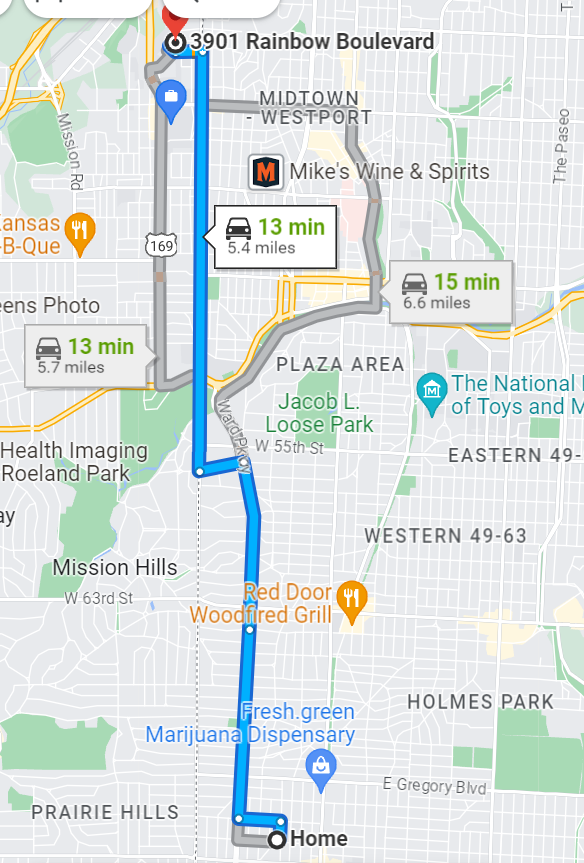 3901 Rainbow Boulevard
MIDTOWN
- WESTPORT
Mission Rd
The Paseo
M
Mike's Wine & Spirits
13 min
5.4 miles
169
15 min
6.6 miles
eens Photo
13 min
5.7 miles
PLAZA AREA
The National
of Toys and M
Jacob L.
Loose Park
Ward Pkwy
W 55th St
Health Imaging
Roeland Park
EASTERN 49-
ay
WESTERN 49-63
Mission Hills
W 63rd St
Red Door
Woodfired Grill
HOLMES PARK
Fresh.green
Marijuana Dispensary
E Gregory Blvd
PRAIRIE HILLS
Home